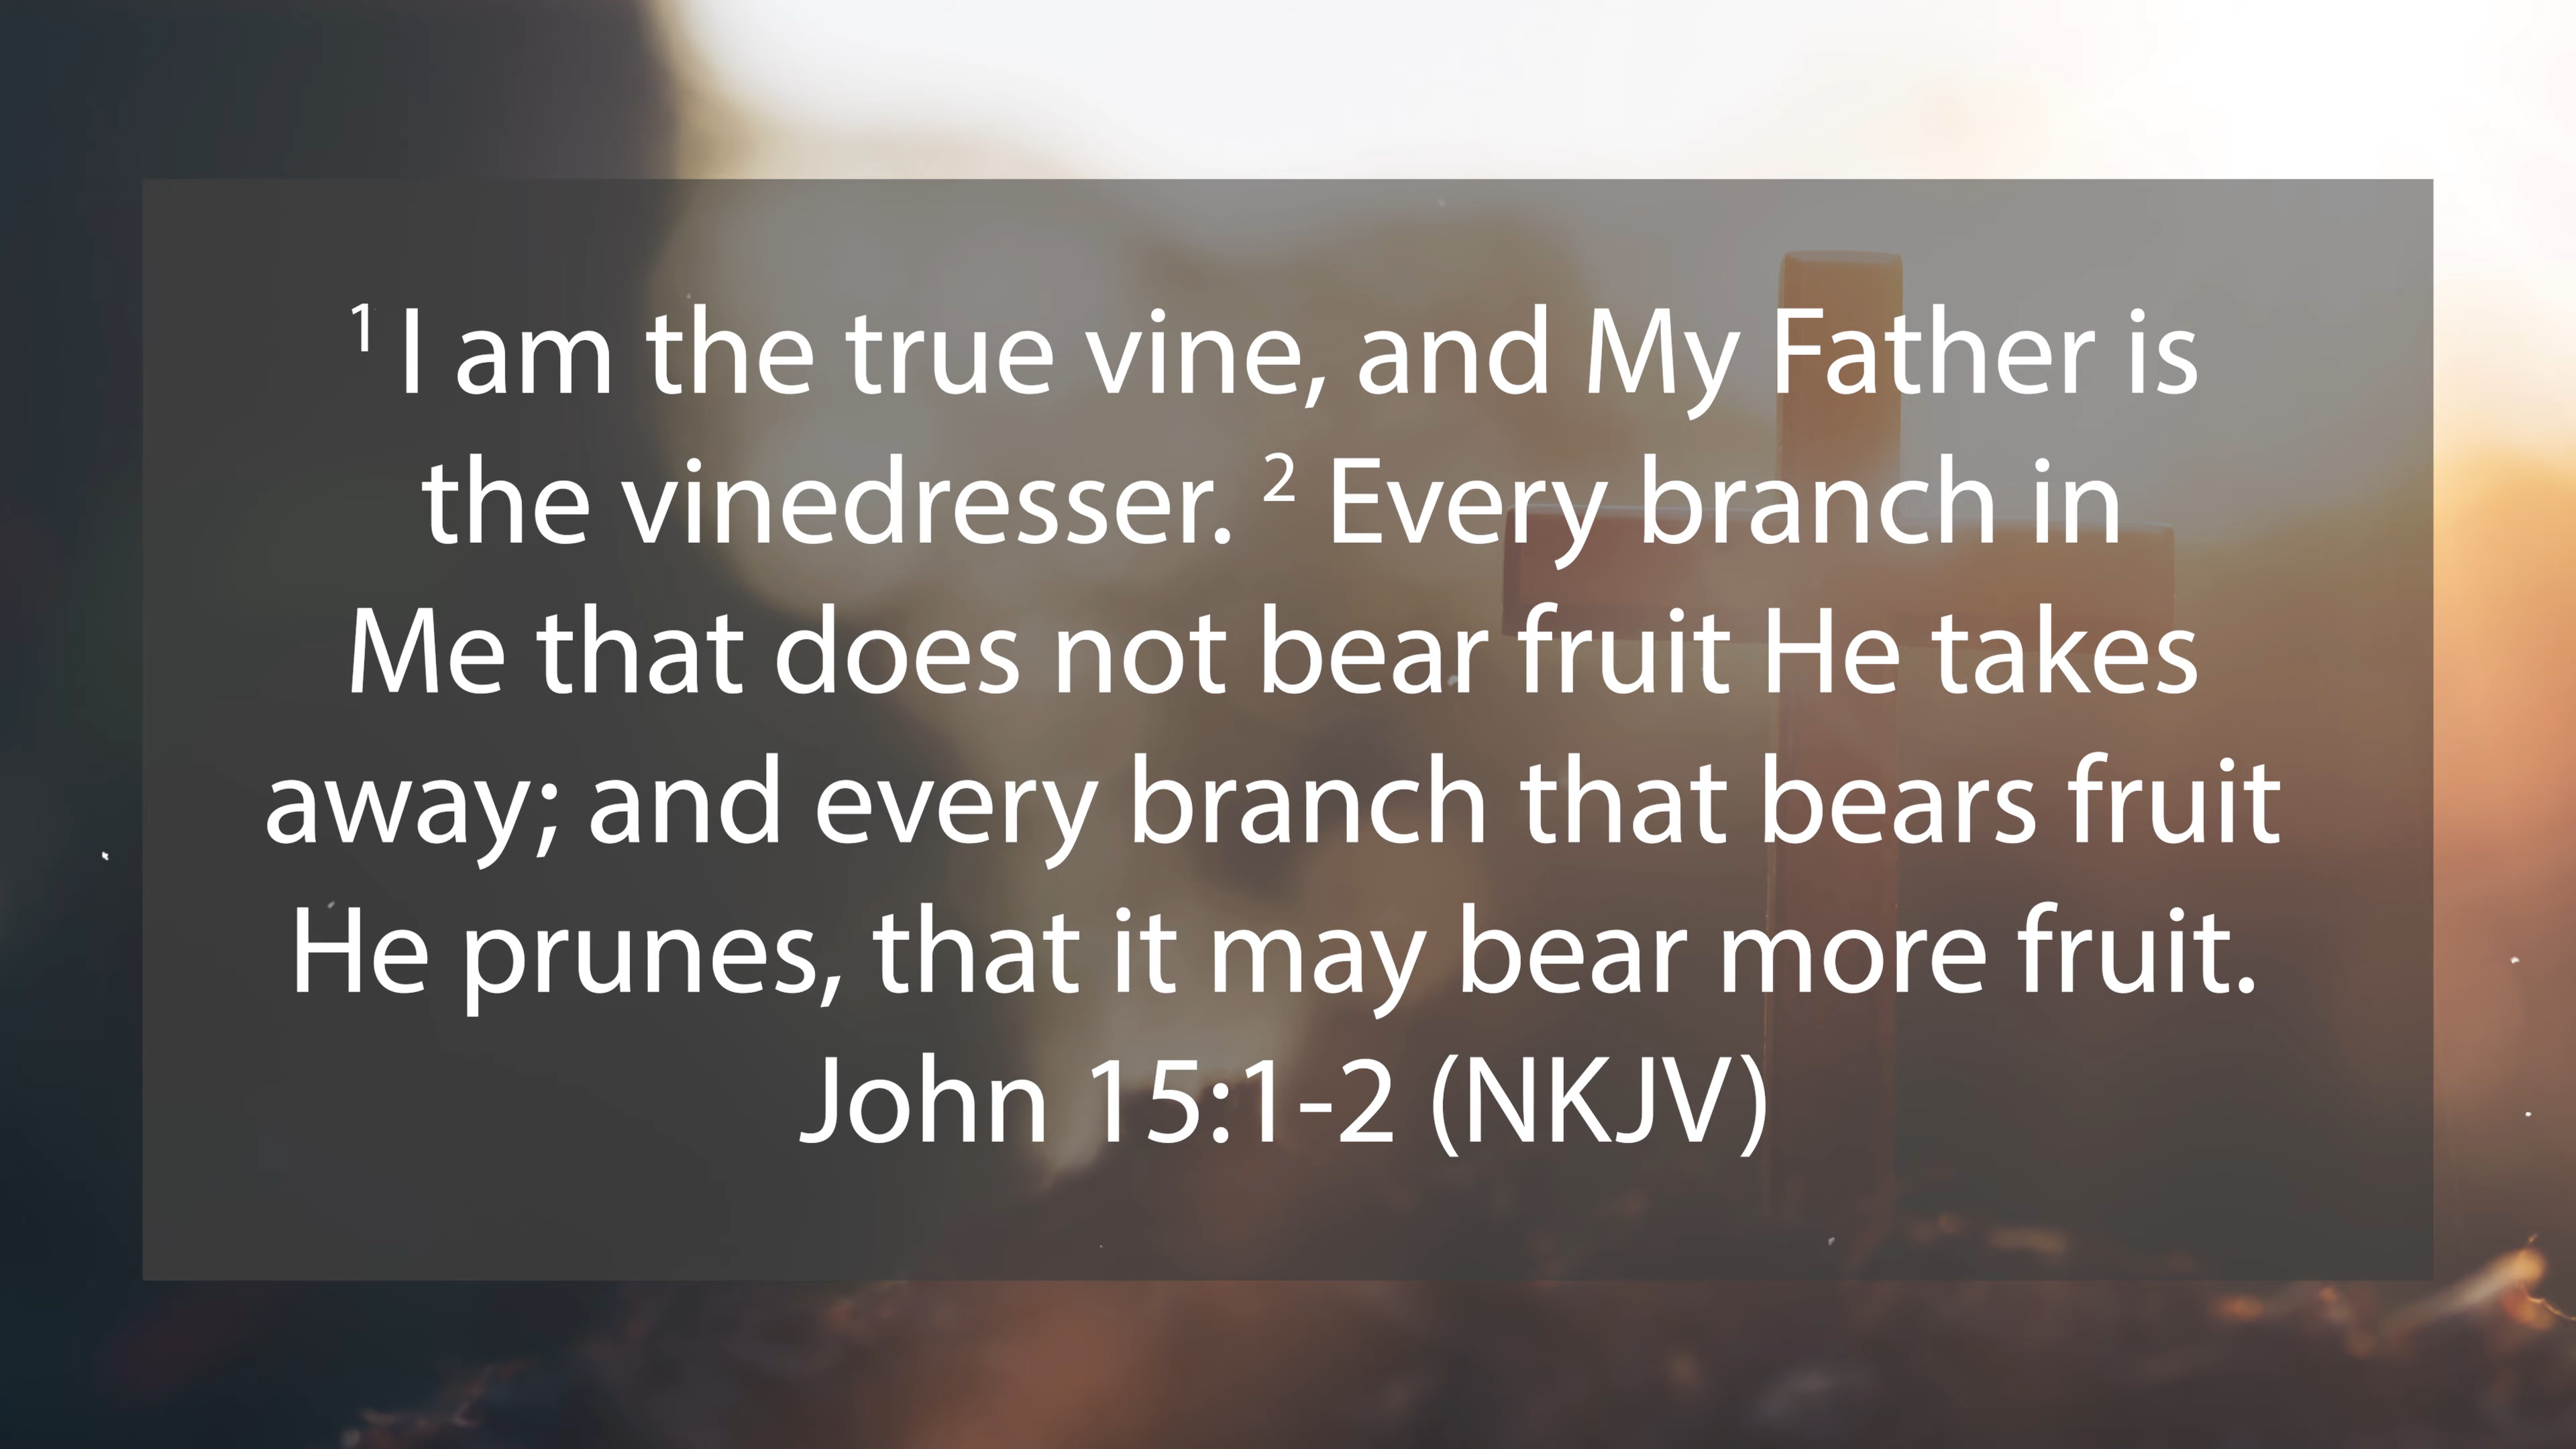 1 I am the true vine, and My Father is
the vinedresser. 2 Every branch in
Me that does not bear fruit He takes
away; and every branch that bears fruit
He prunes, that it may bear more fruit.
John 15:1-2 (NKJV)